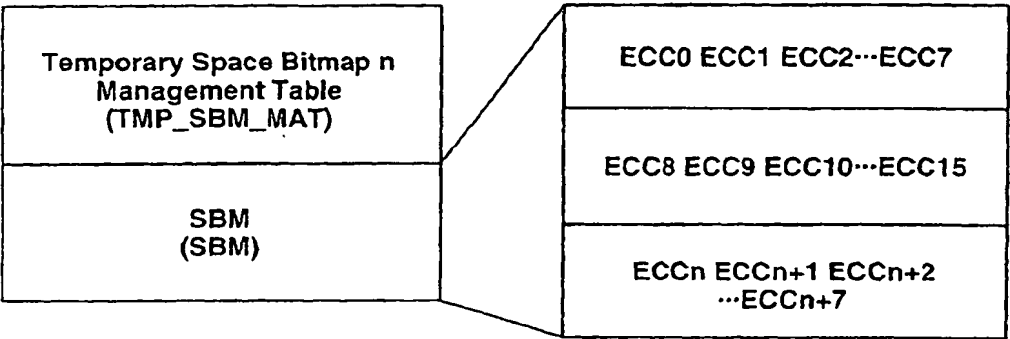 Temporary Space Bitmap n
Management Table
(TMP_SBM_MAT)
SBM
(SBM)
ECC0 ECC1 ECC2···ECC7
ECC8 ECC9 ECC10···ECC15
ECCn ECCn+1 ECCn+2
···ECCn+7